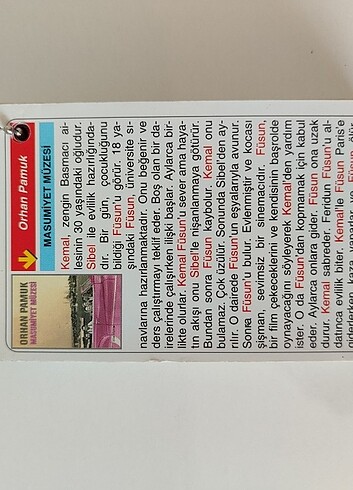 Orhan Pamuk
MASUMİYET MÜZESİ
ORHAN PAMUK
MASUMİYET MÜZESİ
Kemal, zengin Basmacı ai-
lesinin 30 yaşındaki oğludur.
Sibel ile evlilik hazırlığında-
dır. Bir gün, çocukluğunu
bildiği Füsun'u görür. 18 ya-
şındaki Füsun, üniversite sı-
navlarına hazırlanmaktadır. Onu beğenir ve
ders çalıştırmayı teklif eder. Boş olan bir da-
irelerinde çalışırken ilişki başlar. Aylarca bir-
likte olurlar. Kemal Füsun'u severama haya-
tın akışı onu Sibel'le nişanlanmaya götürür.
Bundan sonra Füsun kaybolur. Kemal onu
bulamaz. Çok üzülür. Sonunda Sibel'den ay-
rılır. O dairede Füsun'un eşyalarıyla avunur.
Sonra Füsun'u bulur. Evlenmiştir ve kocası
şişman, sevimsiz bir sinemacıdır. Füsun,
bir film çekeceklerini ve kendisinin başrolde
oynayacağını söyleyerek Kemal'den yardım
ister. O da Füsun'dan kopmamak için kabul
eder. Aylarca onlara gider. Füsun ona uzak
durur. Kemal sabreder. Feridun Füsun'u al-
datınca evlilik biter. Kemal'le Füsun Paris'e